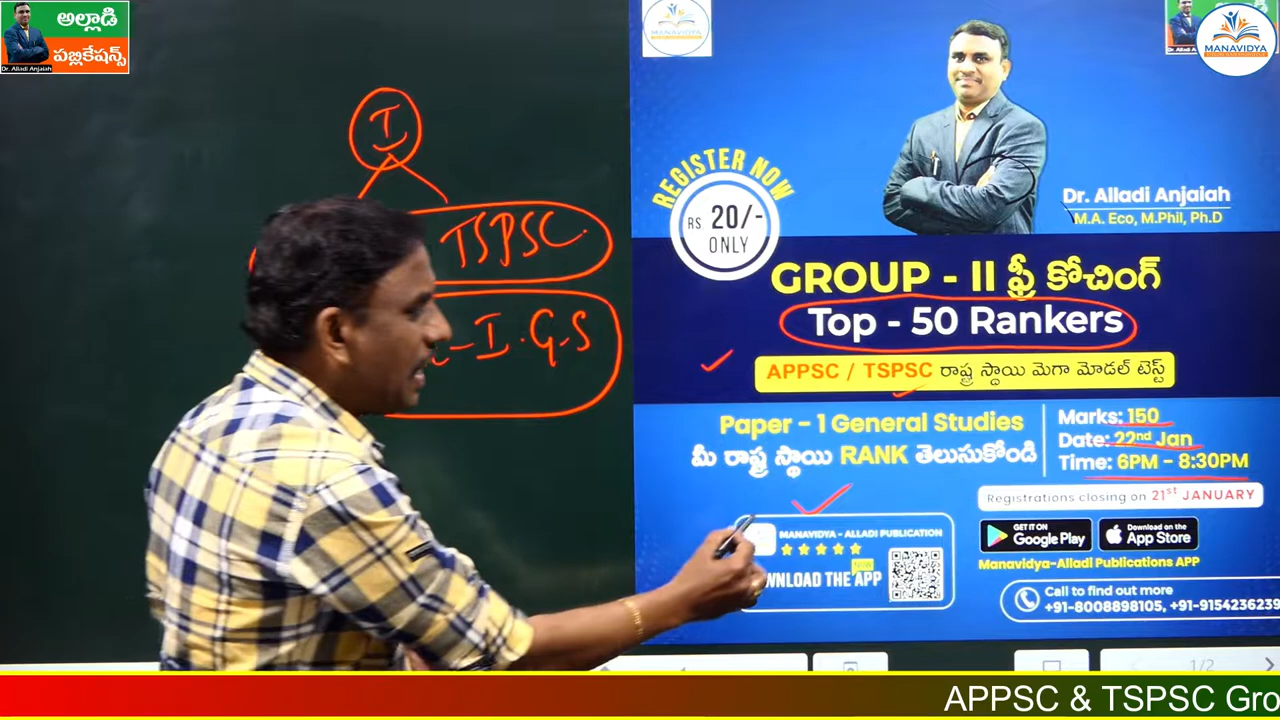 అల్లాడి
పబ్లికేషన్స్
Dr. Alladi Anjaiah
I
TSPSC
-I. G.S
MANAVIDYA
MANAVIDYA
REGISTER NOW
RS. 20/-
ONLY
Dr. Alladi Anjaiah
M.A. Eco, M.Phil, Ph.D
GROUP - II ఫ్రీ కోచింగ్
Top - 50 Rankers
APPSC / TSPSC రాష్ట్ర స్థాయి మెగా మోడల్ టెస్ట్
Paper - 1 General Studies
మీ రాష్ట్ర స్థాయి RANK తెలుసుకోండి
Marks: 150
Date: 22nd Jan
Time: 6PM - 8:30PM
Registrations closing on 21st JANUARY
MANAVIDYA - ALLADI PUBLICATION
NOW
WNLOAD THE APP
GET IT ON
Google Play
Download on the
App Store
Manavidya-Alladi Publications APP
Call to find out more
+91-8008898105, +91-9154236239
1/2
APPSC & TSPSC Gro